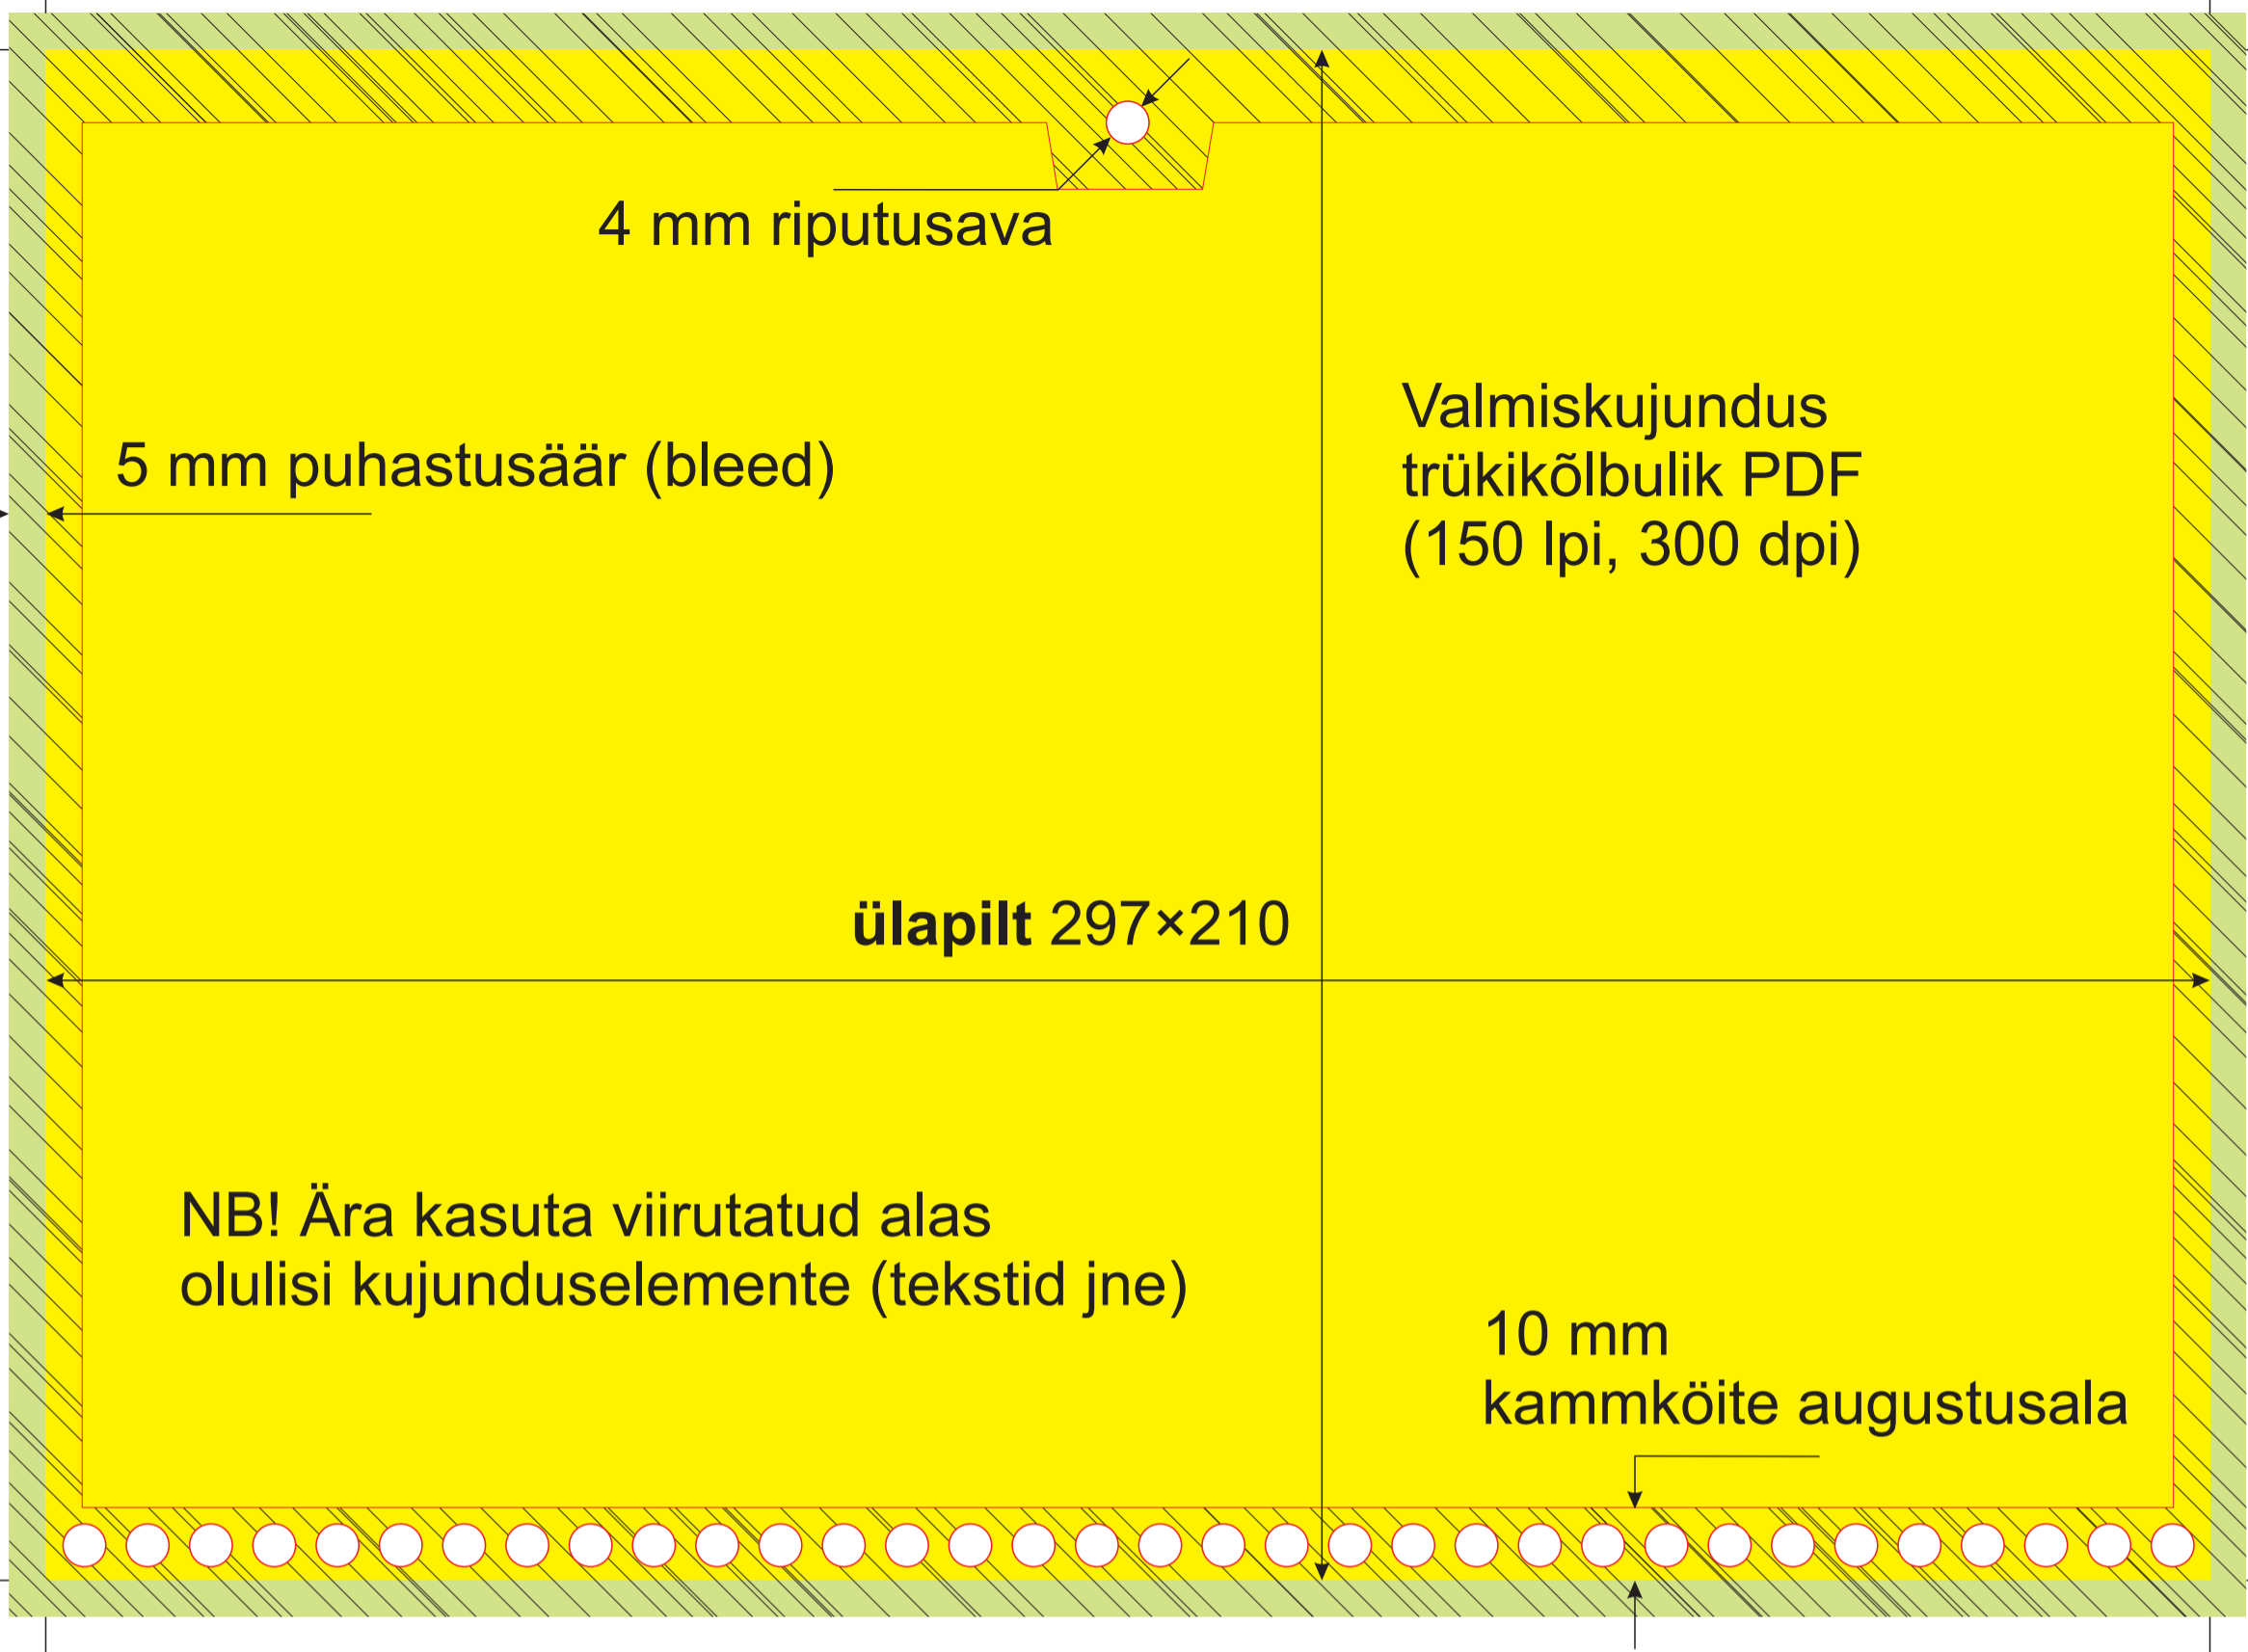 4 mm riputusava
Valmiskujundus
trükikõbulik PDF
(150 lpi, 300 dpi)
5 mm puhastusäär (bleed)
ülapilt 297×210
NB! Ära kasuta viirutatud alas
olulisi kujunduselemente (tekstid jne)
10 mm
kammköite augustusala